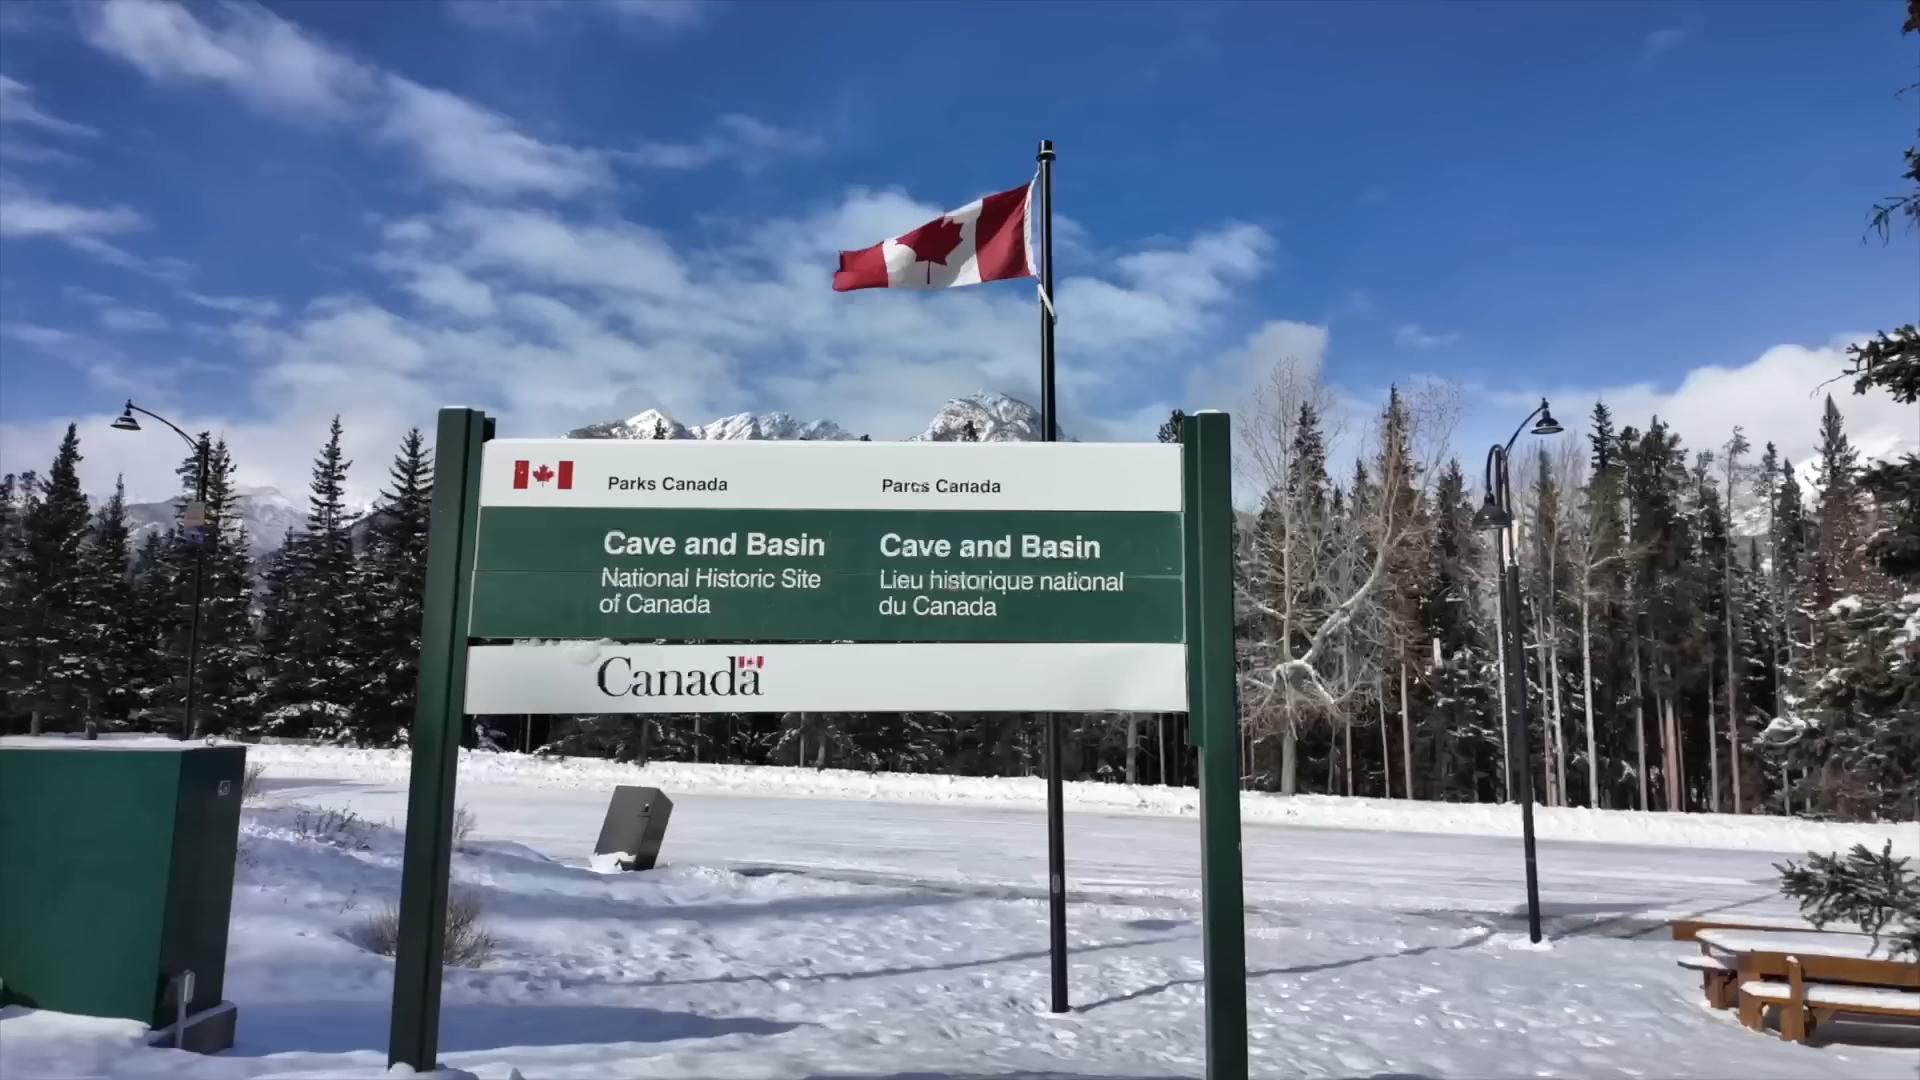 Parks Canada
Parcs Canada
Cave and Basin
National Historic Site
of Canada
Cave and Basin
Lieu historique national
du Canada
Canada